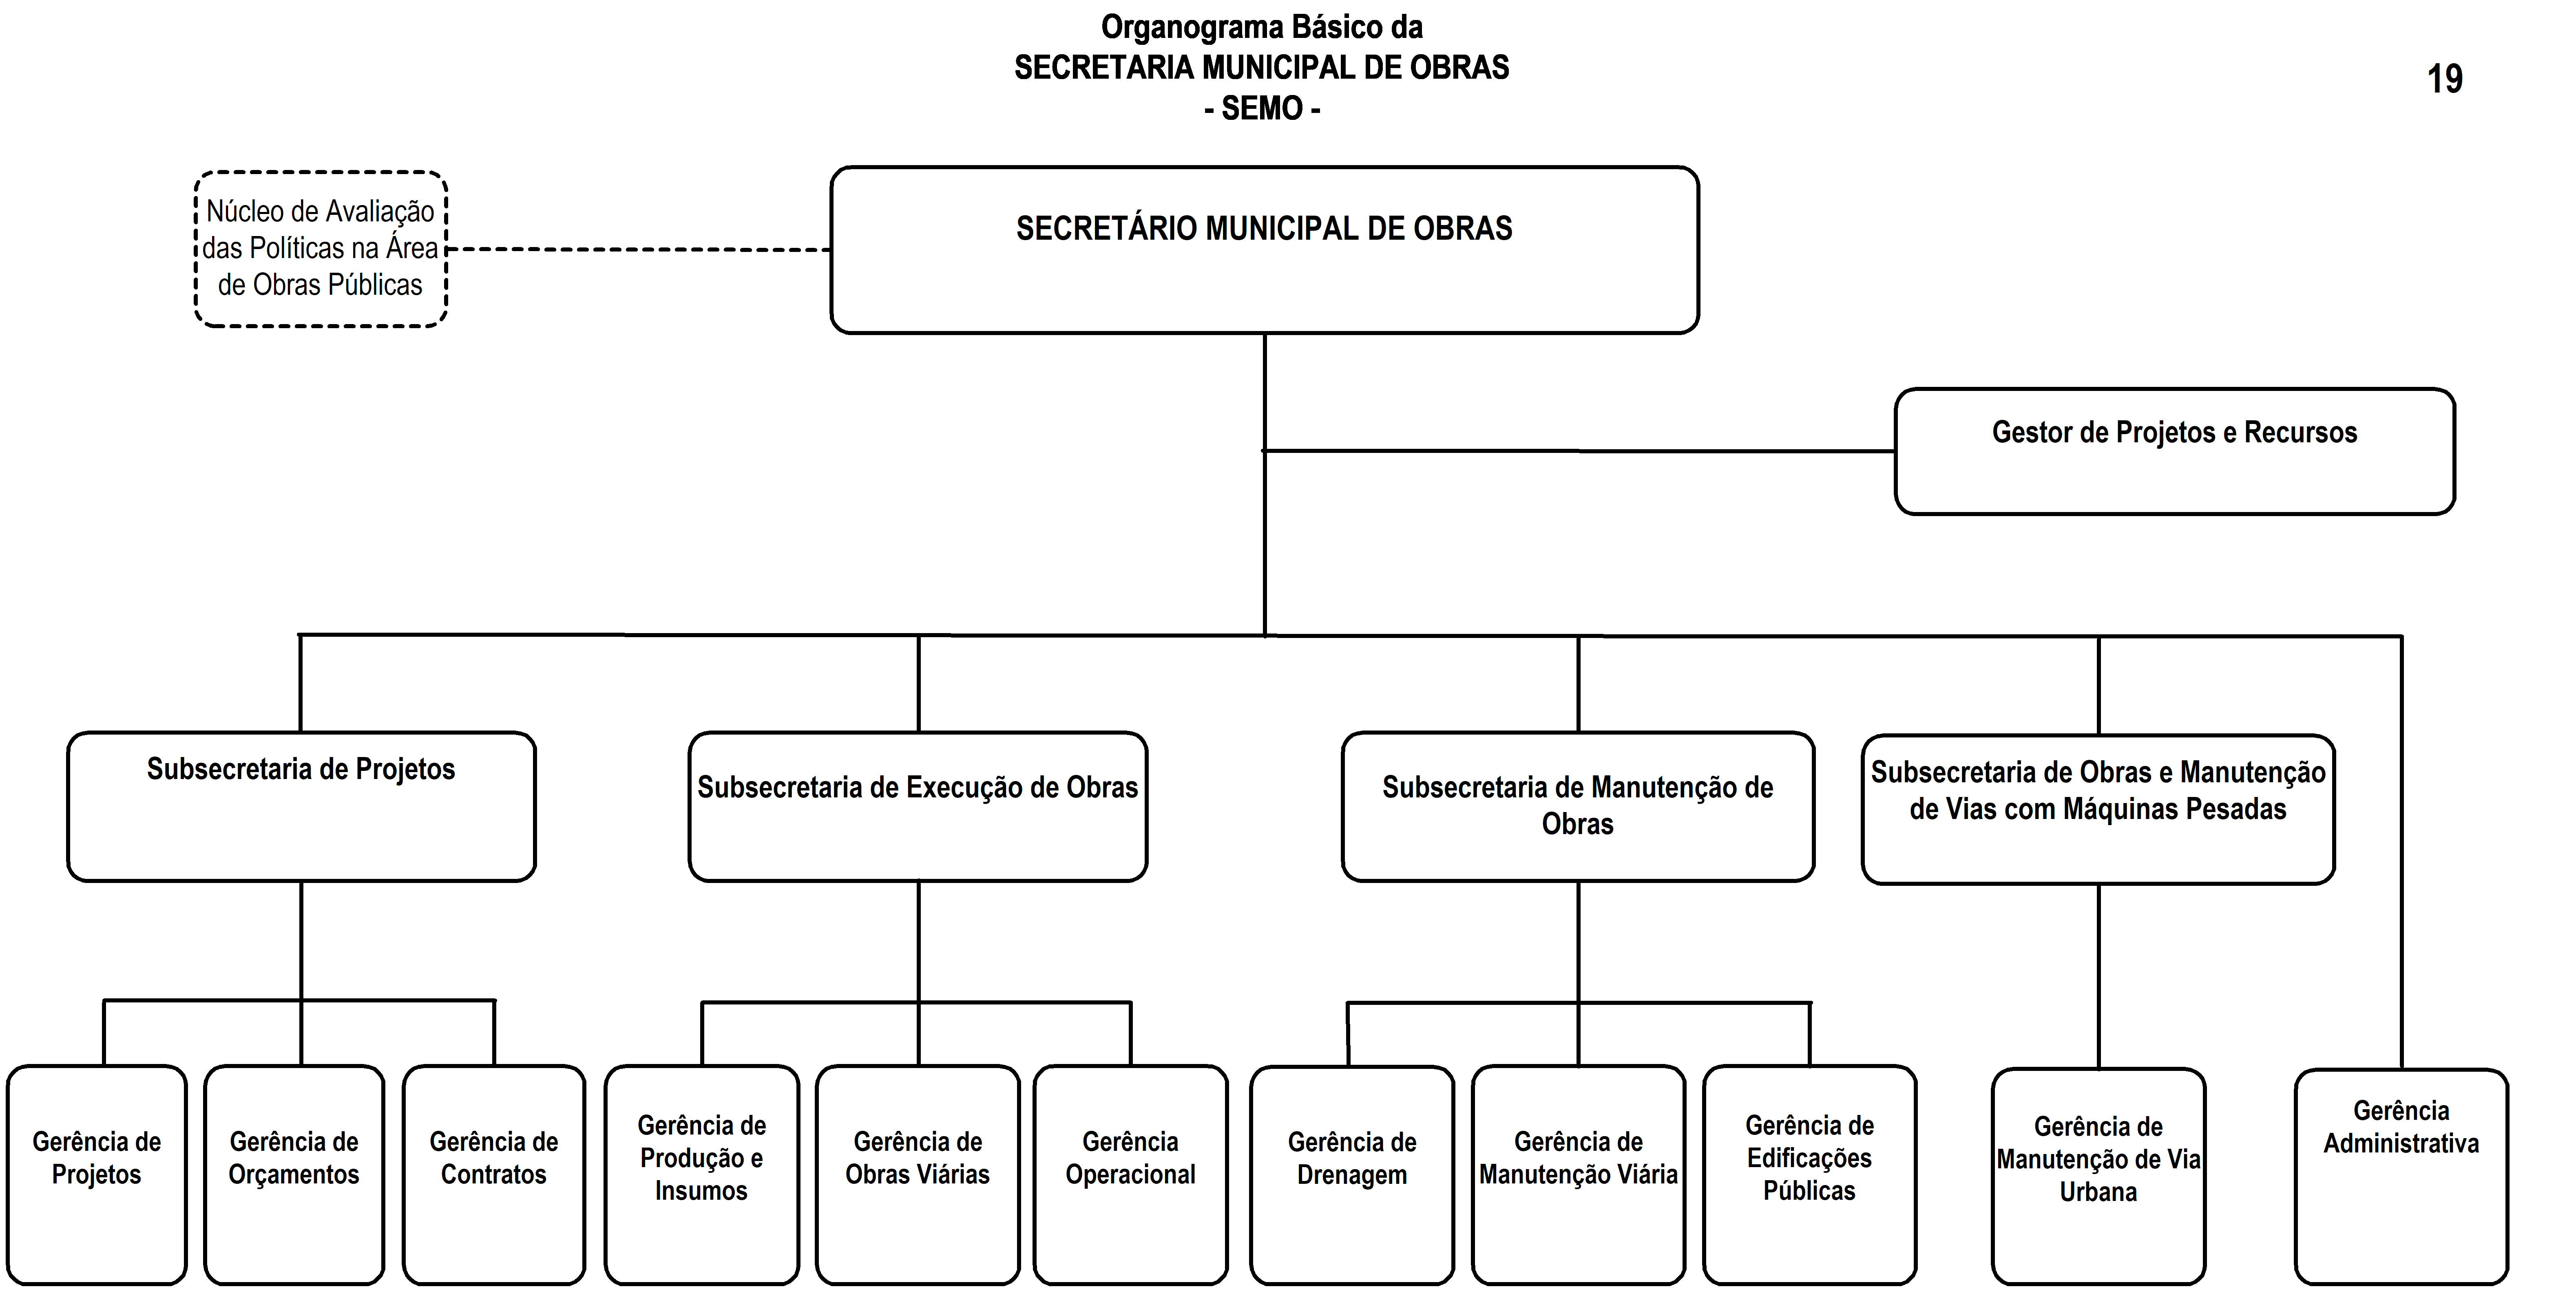 Organograma Básico da
SECRETARIA MUNICIPAL DE OBRAS
- SEMO -
19
Núcleo de Avaliação
das Políticas na Área
de Obras Públicas
SECRETÁRIO MUNICIPAL DE OBRAS
Gestor de Projetos e Recursos
Subsecretaria de Projetos
Subsecretaria de Execução de Obras
Subsecretaria de Manutenção de
Obras
Subsecretaria de Obras e Manutenção
de Vias com Máquinas Pesadas
Gerência de
Projetos
Gerência de
Orçamentos
Gerência de
Contratos
Gerência de
Produção e
Insumos
Gerência de
Obras Viárias
Gerência
Operacional
Gerência de
Drenagem
Gerência de
Manutenção Viária
Gerência de
Edificações
Públicas
Gerência de
Manutenção de Via
Urbana
Gerência
Administrativa